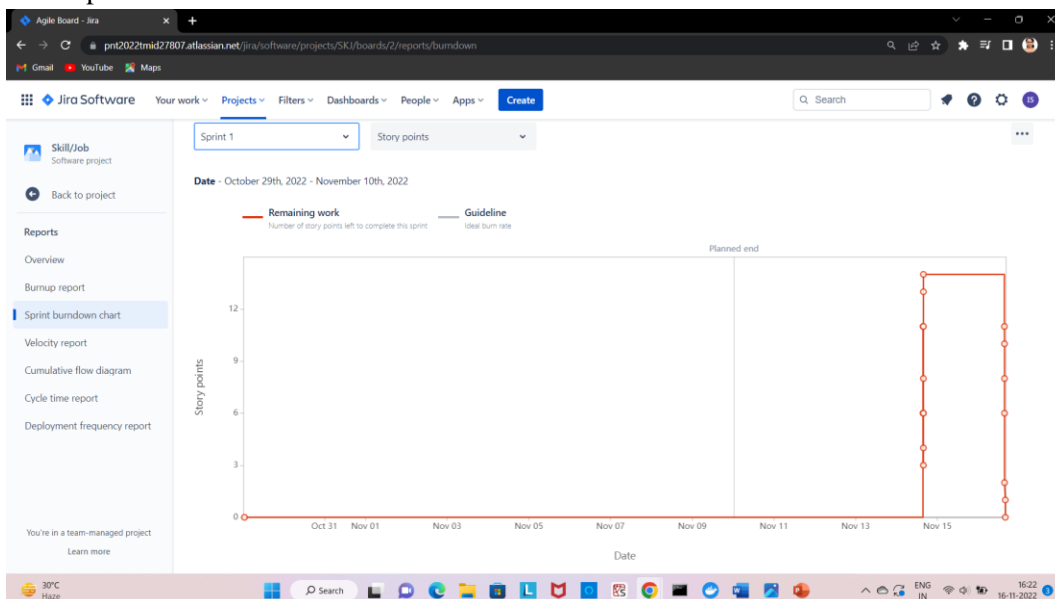 Agile Board - Jira
pnt2022tmid27807.atlassian.net/jira/software/projects/SKJ/boards/2/reports/burndown
Gmail YouTube Maps
Jira Software Your work Projects Filters Dashboards People Apps Create Search IS
Skill/Job
Software project
Back to project
Reports
Overview
Burnup report
Sprint burndown chart
Velocity report
Cumulative flow diagram
Cycle time report
Deployment frequency report
You're in a team-managed project
Learn more
Sprint 1 Story points
Date - October 29th, 2022 - November 10th, 2022
Remaining work
Number of story points left to complete this sprint
Guideline
Ideal burn rate
Planned end
Story points
12
9
6
3
0
Oct 31 Nov 01 Nov 03 Nov 05 Nov 07 Nov 09 Nov 11 Nov 13 Nov 15
Date
30°C
Haze
Search
ENG
IN
16:22
16-11-2022
3